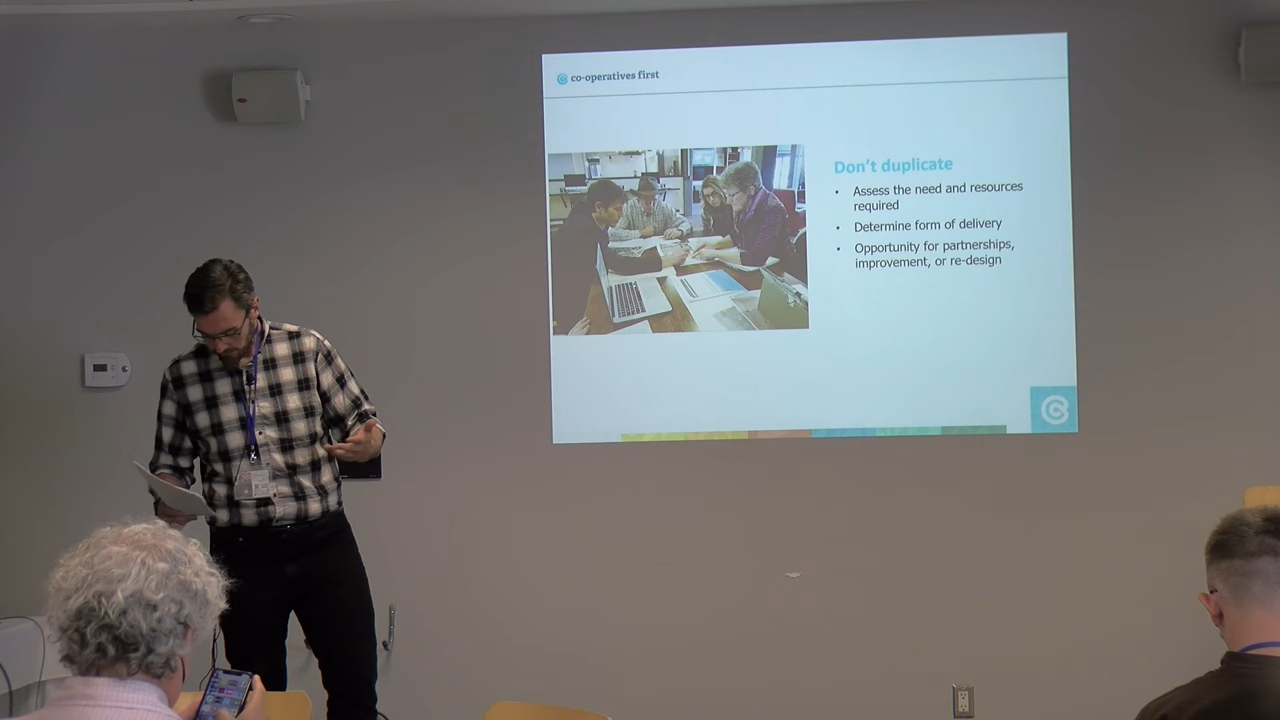 co-operatives first
Don't duplicate
• Assess the need and resources
required
• Determine form of delivery
• Opportunity for partnerships,
improvement, or re-design